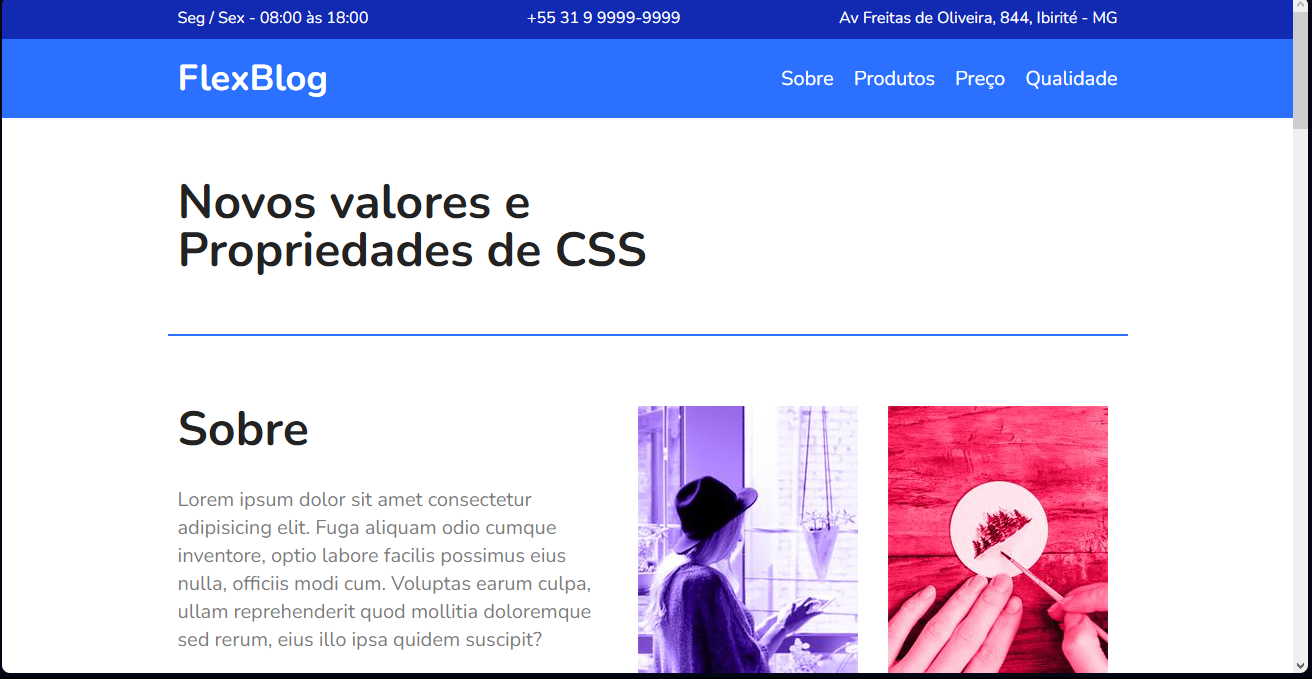 Seg / Sex - 08:00 às 18:00
+55 31 9 9999-9999
Av Freitas de Oliveira, 844, Ibirité - MG
FlexBlog
Sobre
Produtos
Preço
Qualidade
Novos valores e
Propriedades de CSS
Sobre
Lorem ipsum dolor sit amet consectetur
adipisicing elit. Fuga aliquam odio cumque
inventore, optio labore facilis possimus eius
nulla, officiis modi cum. Voluptas earum culpa,
ullam reprehenderit quod mollitia doloremque
sed rerum, eius illo ipsa quidem suscipit?